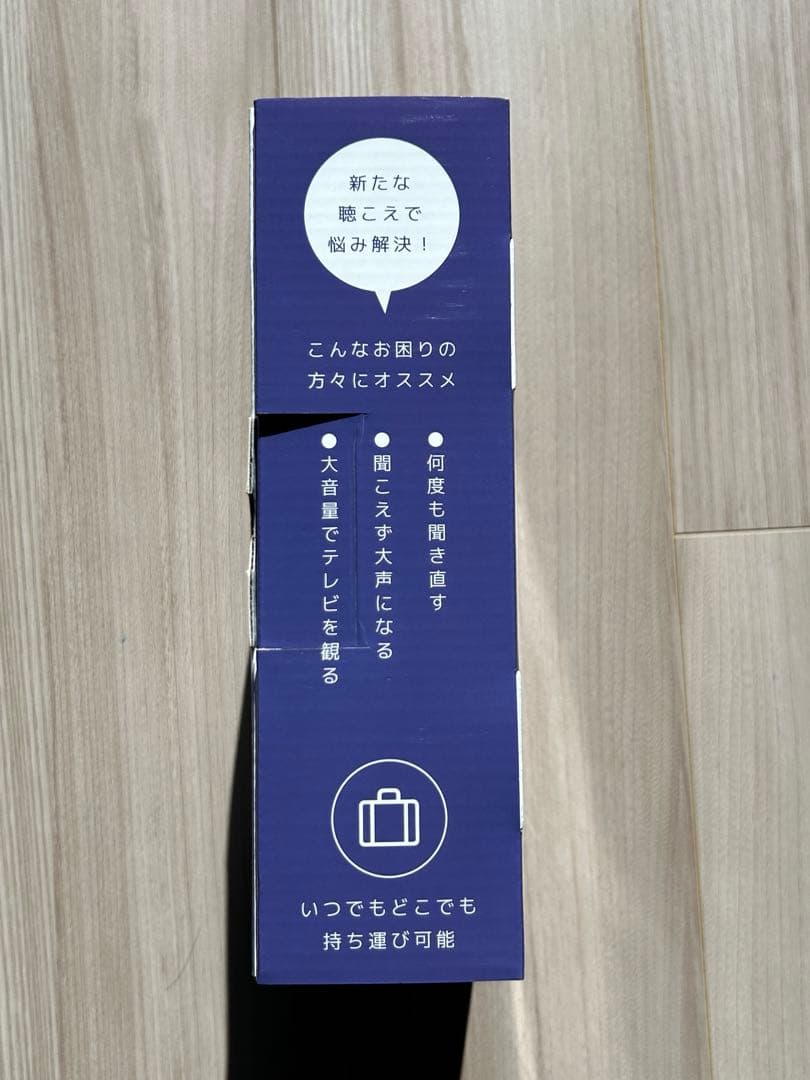 新たな
聴こえで
悩み解決！
こんなお困りの
方々にオススメ
●何度も聞き直す
●聞こえず大声になる
●大音量でテレビを観る
いつでもどこでも
持ち運び可能